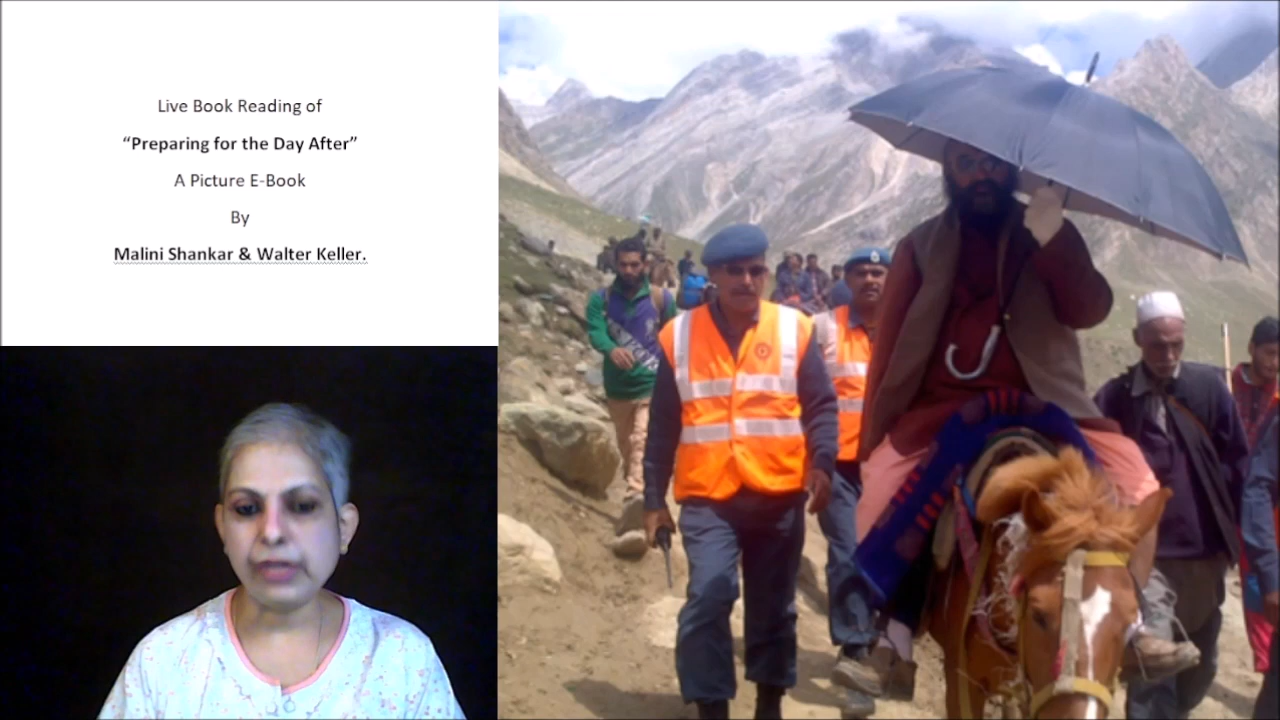 Live Book Reading of
“Preparing for the Day After”
A Picture E-Book
By
Malini Shankar & Walter Keller.